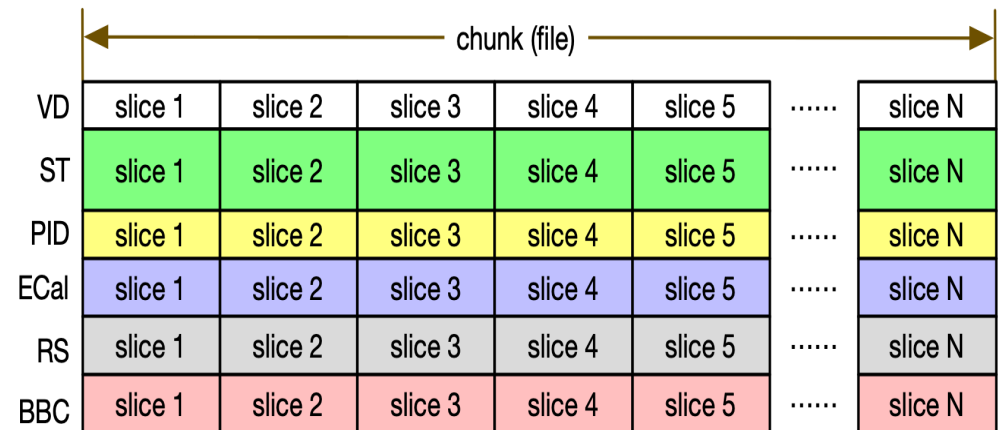 chunk (file)
VD slice 1 slice 2 slice 3 slice 4 slice 5 ...... slice N
ST slice 1 slice 2 slice 3 slice 4 slice 5 ...... slice N
PID slice 1 slice 2 slice 3 slice 4 slice 5 ...... slice N
ECal slice 1 slice 2 slice 3 slice 4 slice 5 ...... slice N
RS slice 1 slice 2 slice 3 slice 4 slice 5 ...... slice N
BBC slice 1 slice 2 slice 3 slice 4 slice 5 ...... slice N